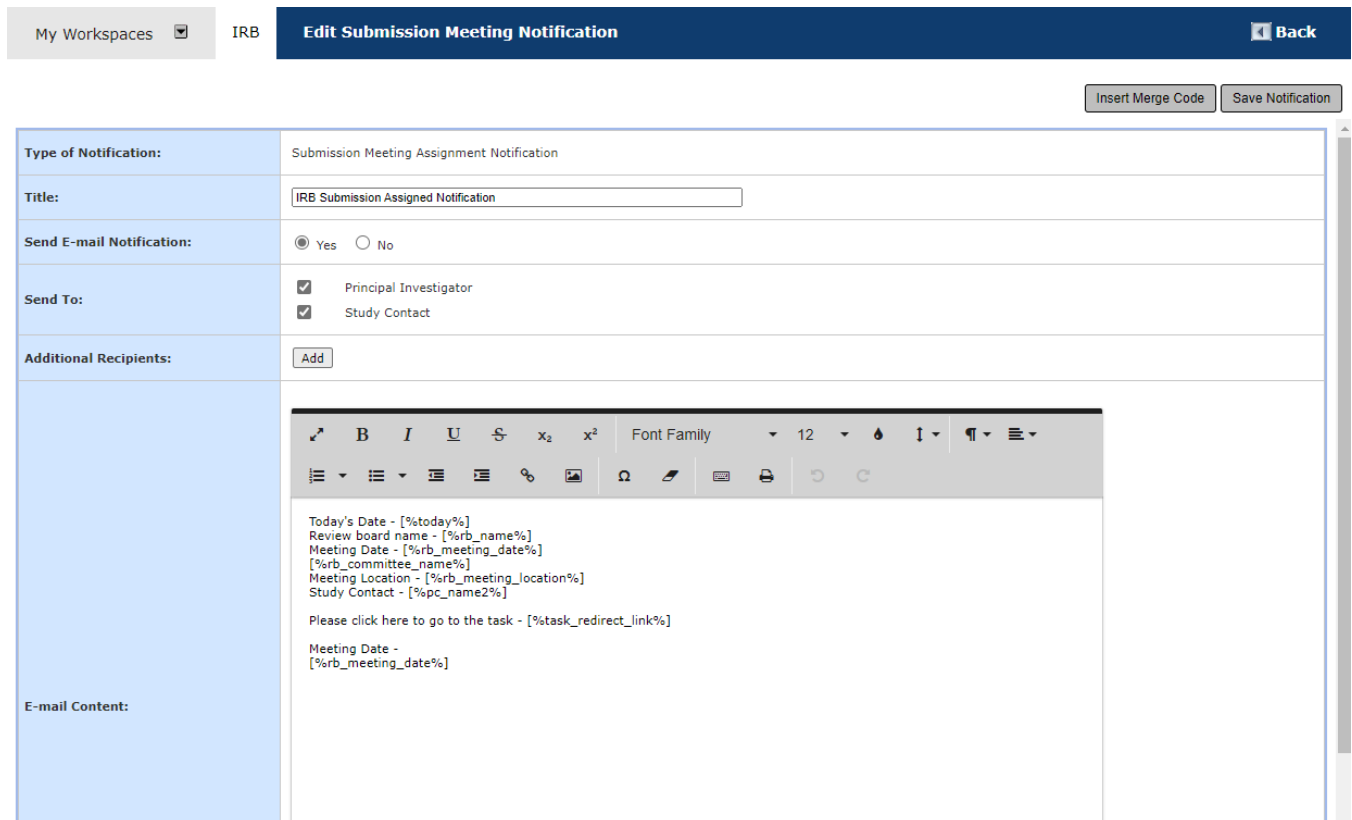 My Workspaces IRB Edit Submission Meeting Notification Back
Insert Merge Code Save Notification
Type of Notification: Submission Meeting Assignment Notification
Title: IRB Submission Assigned Notification
Send E-mail Notification: Yes No
Send To: Principal Investigator
Study Contact
Additional Recipients: Add
B I U S x₂ x² Font Family 12
Ω
Today's Date - [%today%]
Review board name - [%rb_name%]
Meeting Date - [%rb_meeting_date%]
[%rb_committee_name%]
Meeting Location - [%rb_meeting_location%]
Study Contact - [%pc_name2%]
Please click here to go to the task - [%task_redirect_link%]
Meeting Date -
[%rb_meeting_date%]
E-mail Content: